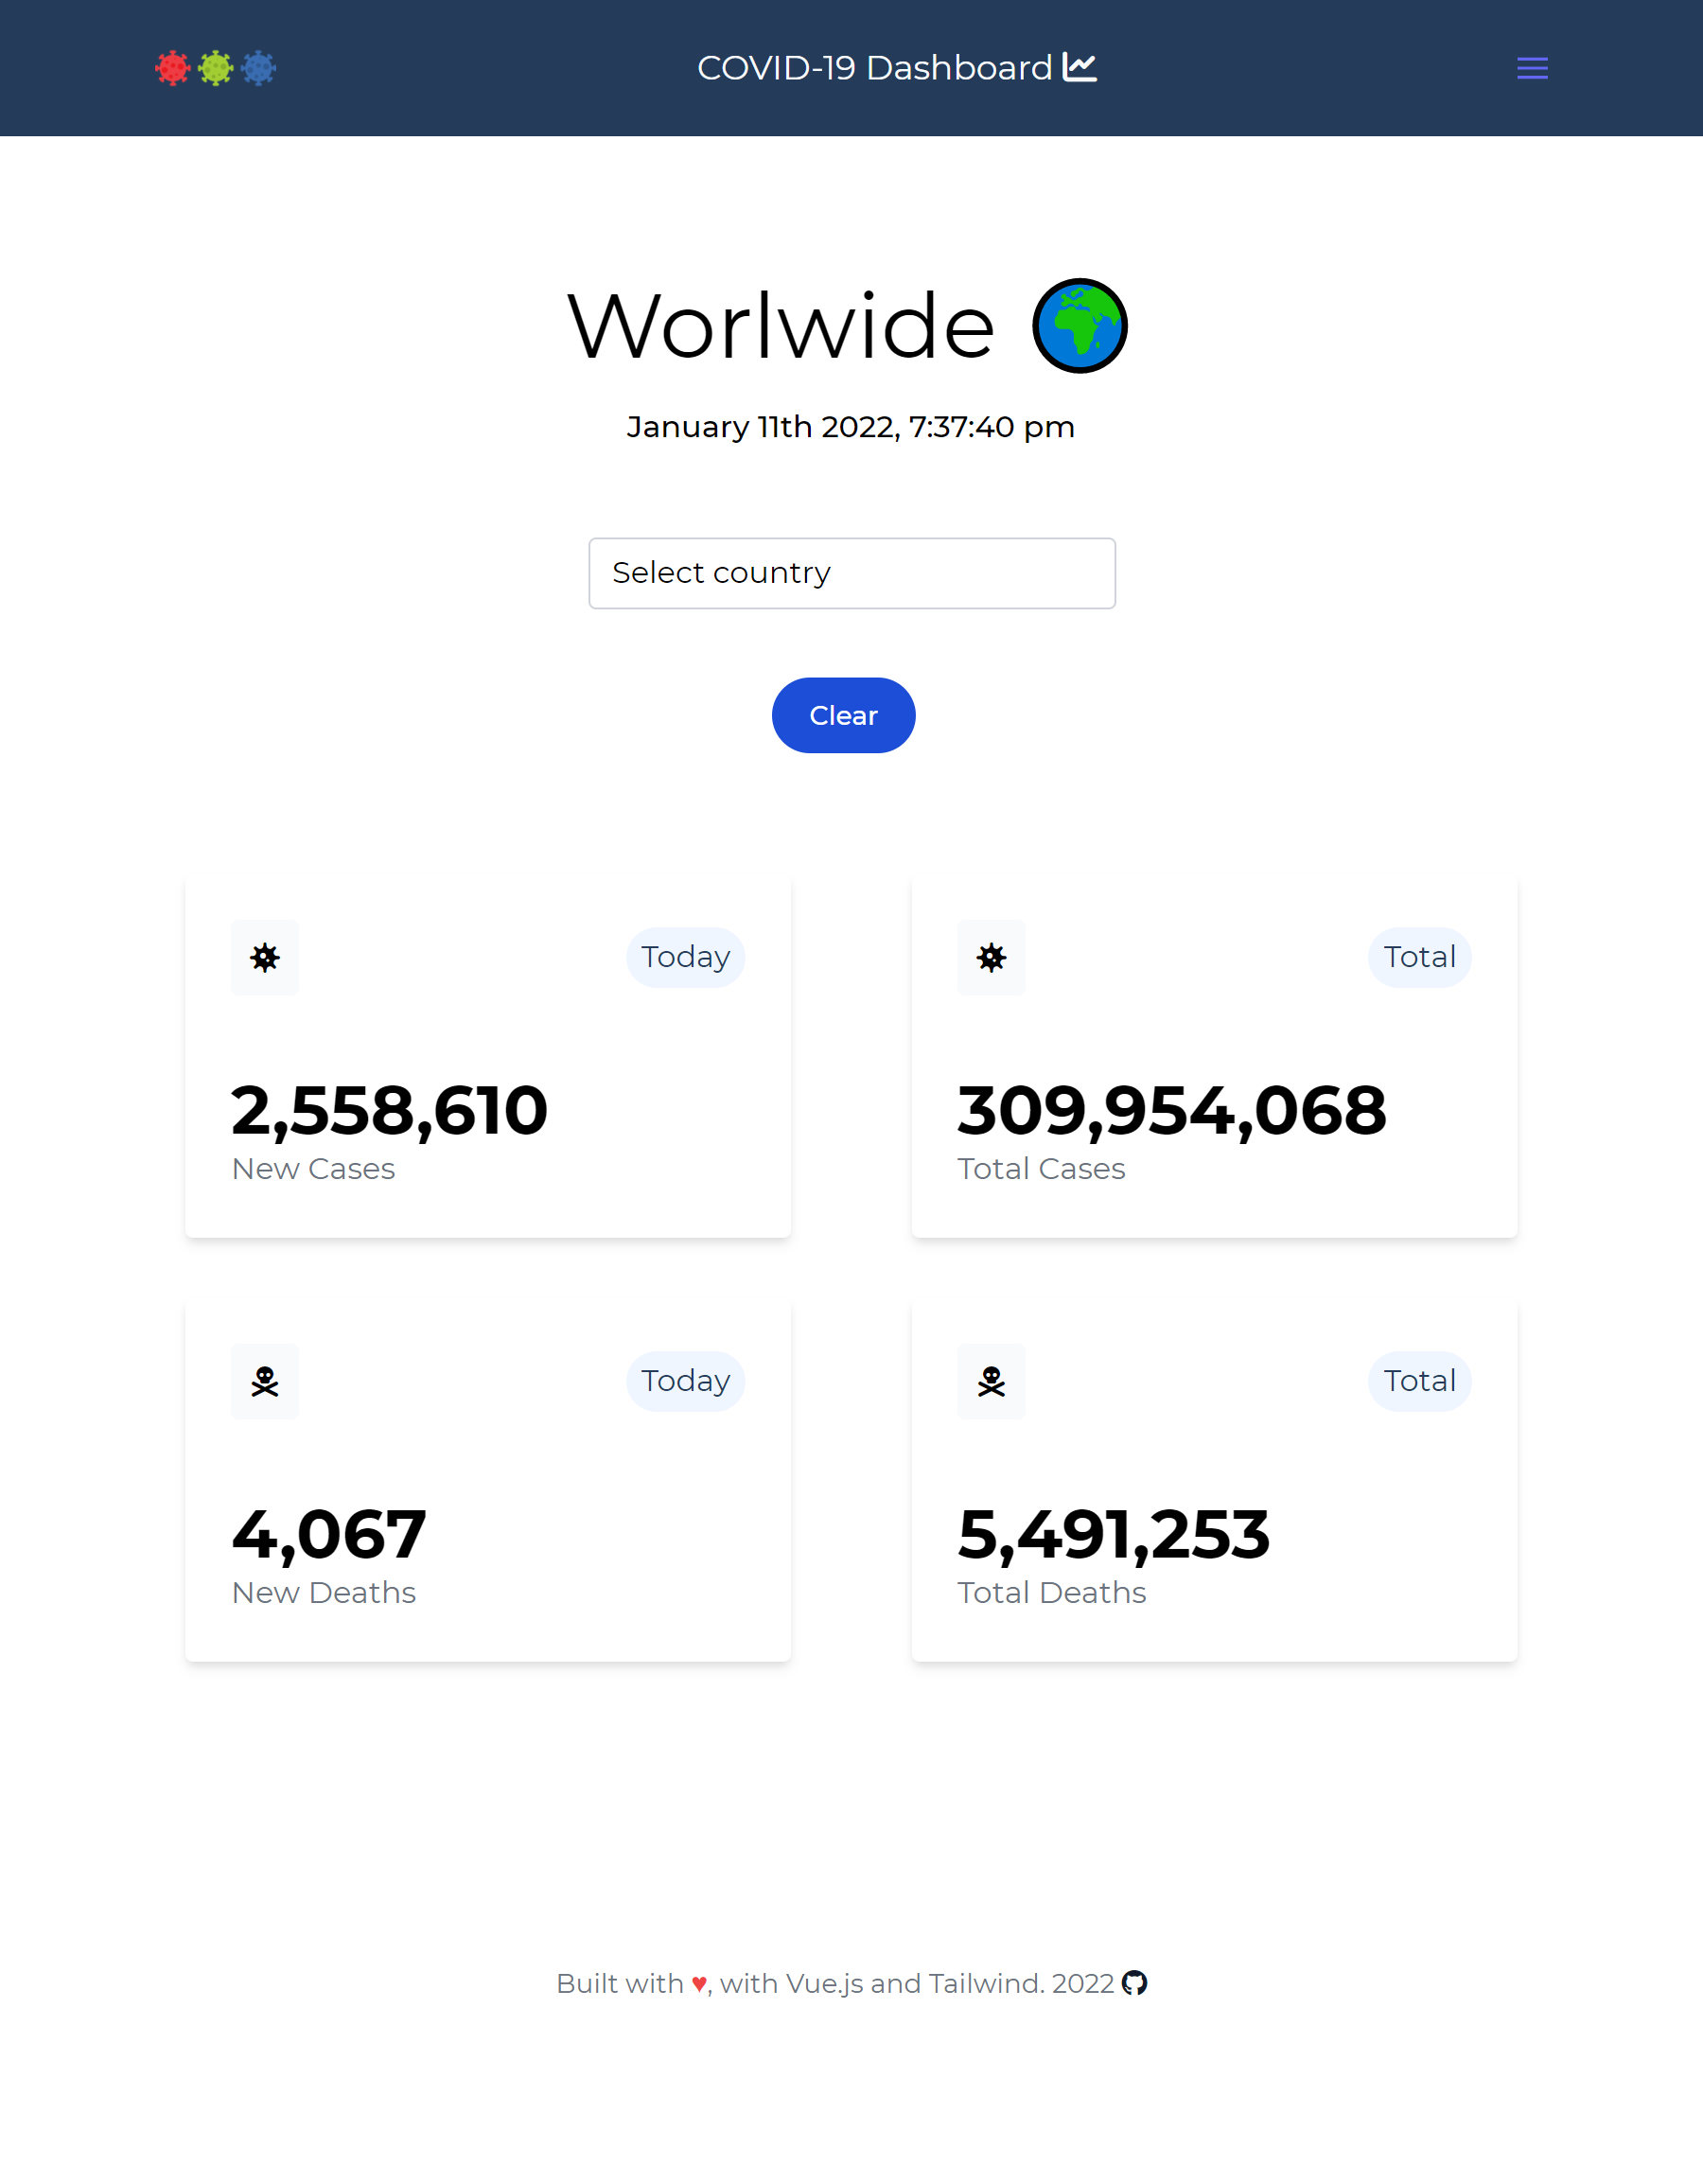 COVID-19 Dashboard
Worlwide
January 11th 2022, 7:37:40 pm
Select country
Clear
Today
2,558,610
New Cases
Total
309,954,068
Total Cases
Today
4,067
New Deaths
Total
5,491,253
Total Deaths
Built with ♥, with Vue.js and Tailwind. 2022